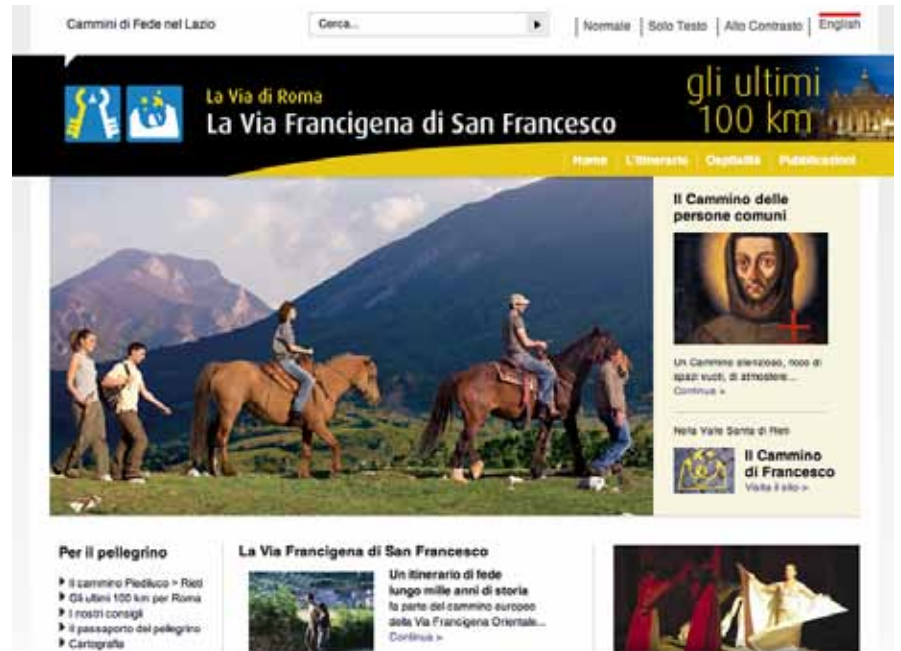 Cammini di Fede nel Lazio
Cerca...
Normale
Solo Testo
Alto Contrasto
English
La Via di Roma
La Via Francigena di San Francesco
gli ultimi
100 km
Home
L'Itinerario
Ospitalità
Pubblicazioni
Il Cammino delle
persone comuni
Un Cammino silenzioso, ricco di
spazi vuoti, di atmosfere...
Continua »
Nella Valle Santa di Rieti
Il Cammino
di Francesco
Visita il sito »
Per il pellegrino
Il cammino Piediluco > Rieti
Gli ultimi 100 km per Roma
I nostri consigli
Il passaporto del pellegrino
Cartografia
La Via Francigena di San Francesco
Un itinerario di fede
lungo mille anni di storia
fa parte del cammino europeo
della Via Francigena Orientale...
Continua »